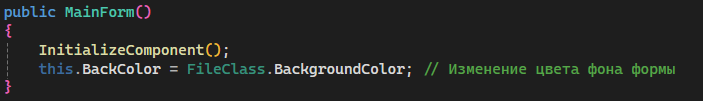 public MainForm()
{
    InitializeComponent();
    this.BackColor = FileClass.BackgroundColor; // Изменение цвета фона формы
}